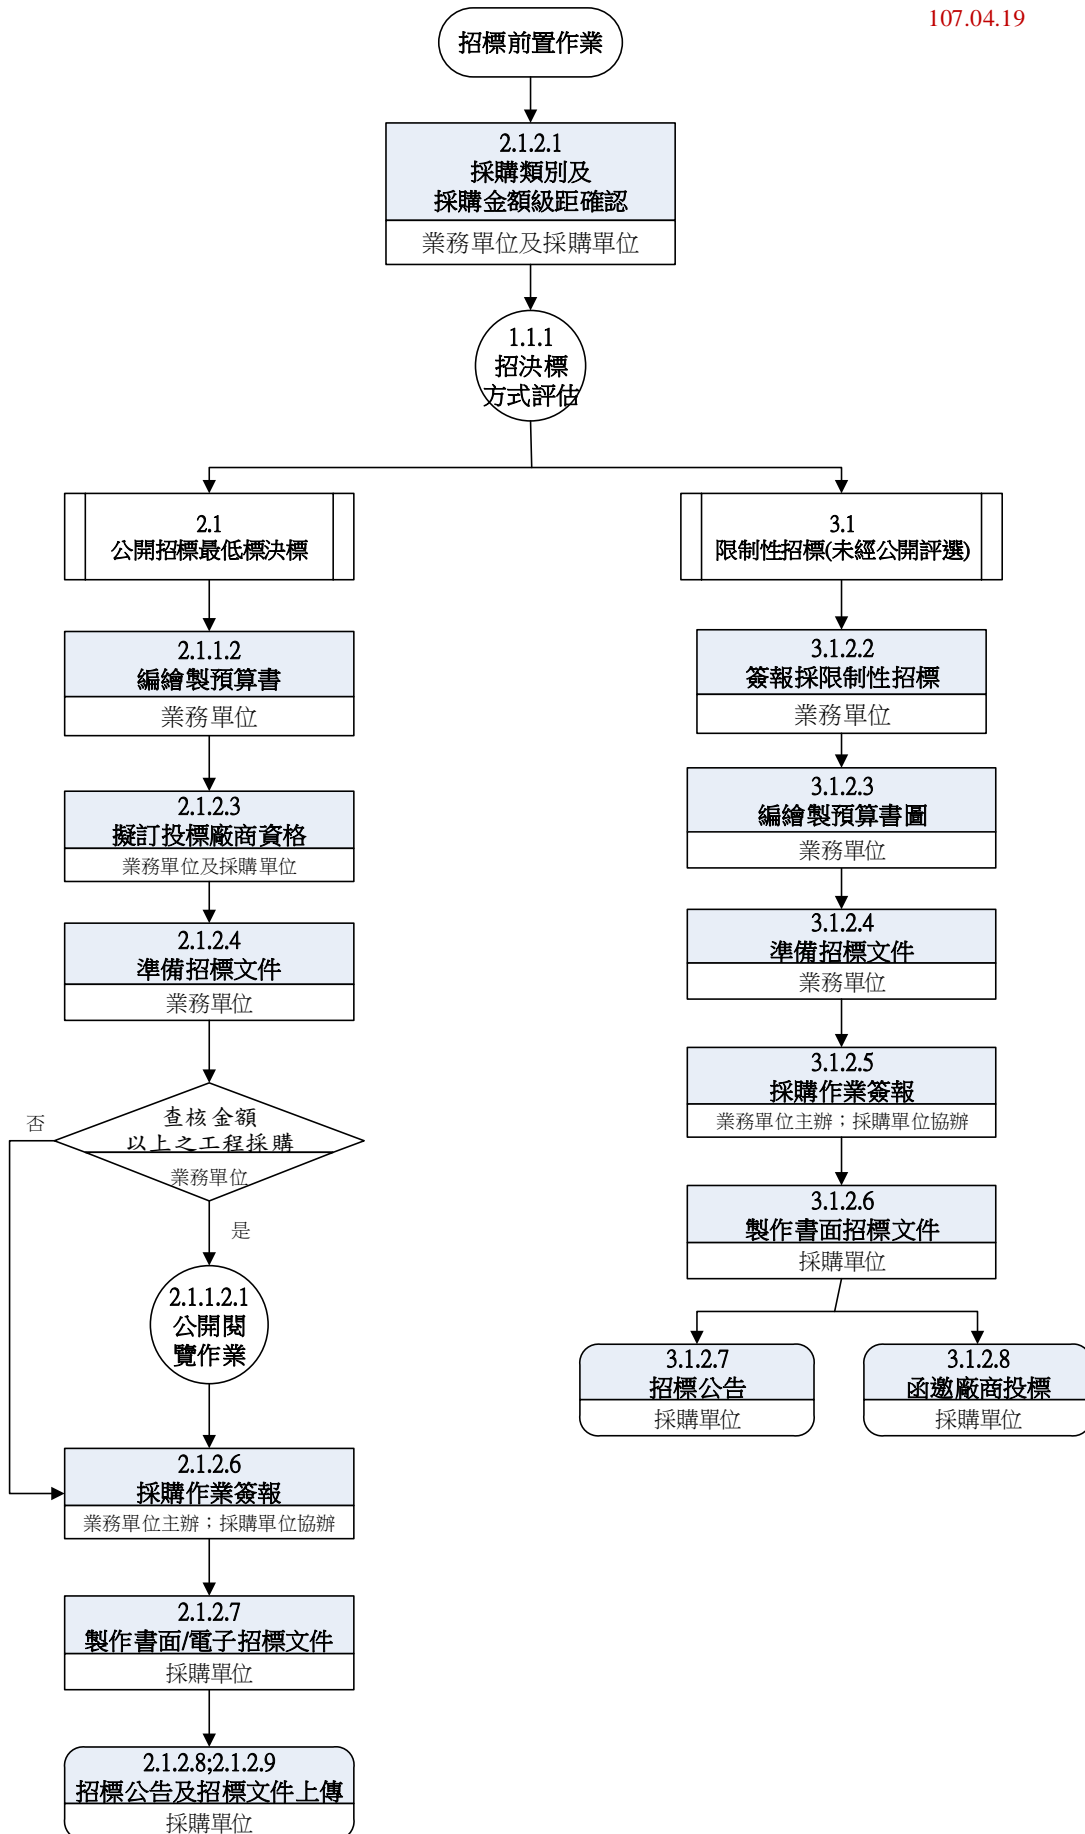 107.04.19
招標前置作業
2.1.2.1
採購類別及
採購金額級距確認
業務單位及採購單位
1.1.1
招決標
方式評估
2.1
公開招標最低標決標
2.1.1.2
編繪製預算書
業務單位
2.1.2.3
擬訂投標廠商資格
業務單位及採購單位
2.1.2.4
準備招標文件
業務單位
查核金額
以上之工程採購
業務單位
否
是
2.1.1.2.1
公開閱
覽作業
2.1.2.6
採購作業簽報
業務單位主辦；採購單位協辦
2.1.2.7
製作書面/電子招標文件
採購單位
2.1.2.8;2.1.2.9
招標公告及招標文件上傳
採購單位
3.1
限制性招標(未經公開評選)
3.1.2.2
簽報採限制性招標
業務單位
3.1.2.3
編繪製預算書圖
業務單位
3.1.2.4
準備招標文件
業務單位
3.1.2.5
採購作業簽報
業務單位主辦；採購單位協辦
3.1.2.6
製作書面招標文件
採購單位
3.1.2.7
招標公告
採購單位
3.1.2.8
函邀廠商投標
採購單位